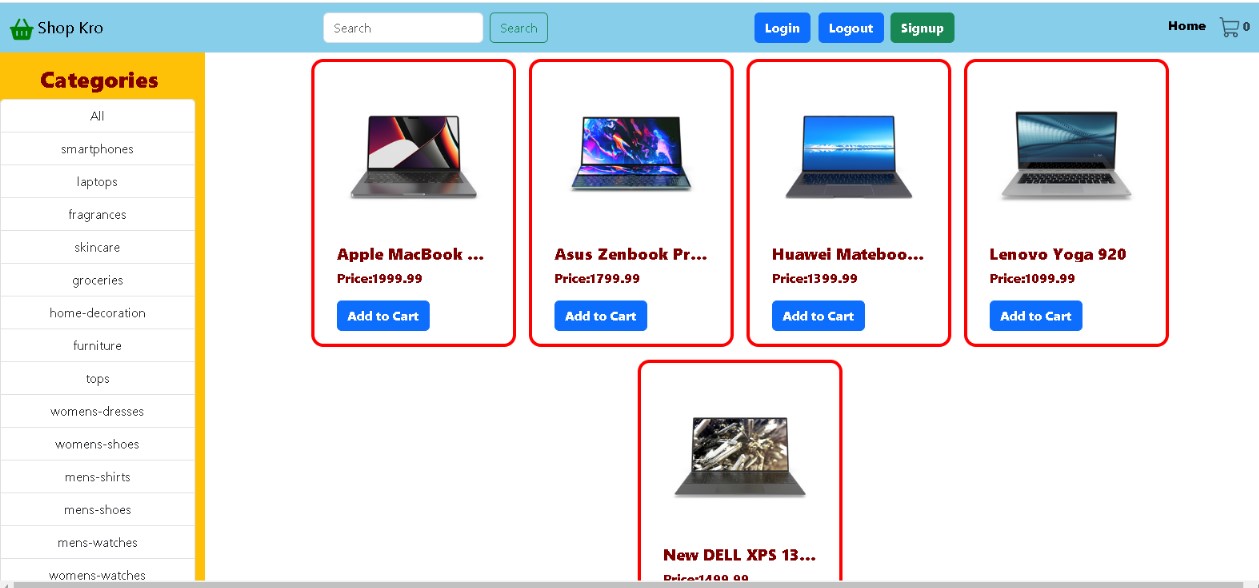 Shop Kro
Search
Search
Login
Logout
Signup
Home
0
Categories
All
smartphones
laptops
fragrances
skincare
groceries
home-decoration
furniture
tops
womens-dresses
womens-shoes
mens-shirts
mens-shoes
mens-watches
womens-watches
Apple MacBook ...
Price:1999.99
Add to Cart
Asus Zenbook Pr...
Price:1799.99
Add to Cart
Huawei Mateboo...
Price:1399.99
Add to Cart
Lenovo Yoga 920
Price:1099.99
Add to Cart
New DELL XPS 13...
Price:1499.99